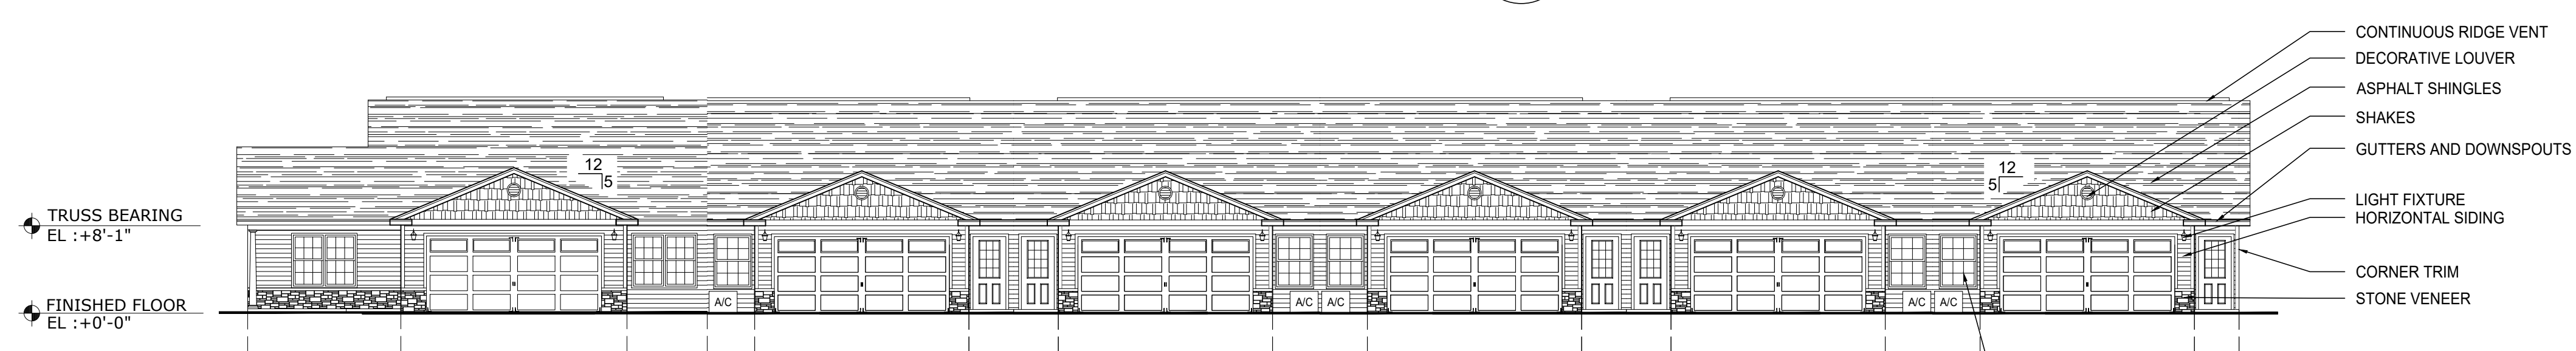 CONTINUOUS RIDGE VENT
DECORATIVE LOUVER
ASPHALT SHINGLES
SHAKES
GUTTERS AND DOWNSPOUTS
12
5
12
5
TRUSS BEARING
EL :+8'-1"
LIGHT FIXTURE
HORIZONTAL SIDING
CORNER TRIM
STONE VENEER
A/C
A/C A/C
A/C A/C
FINISHED FLOOR
EL :+0'-0"